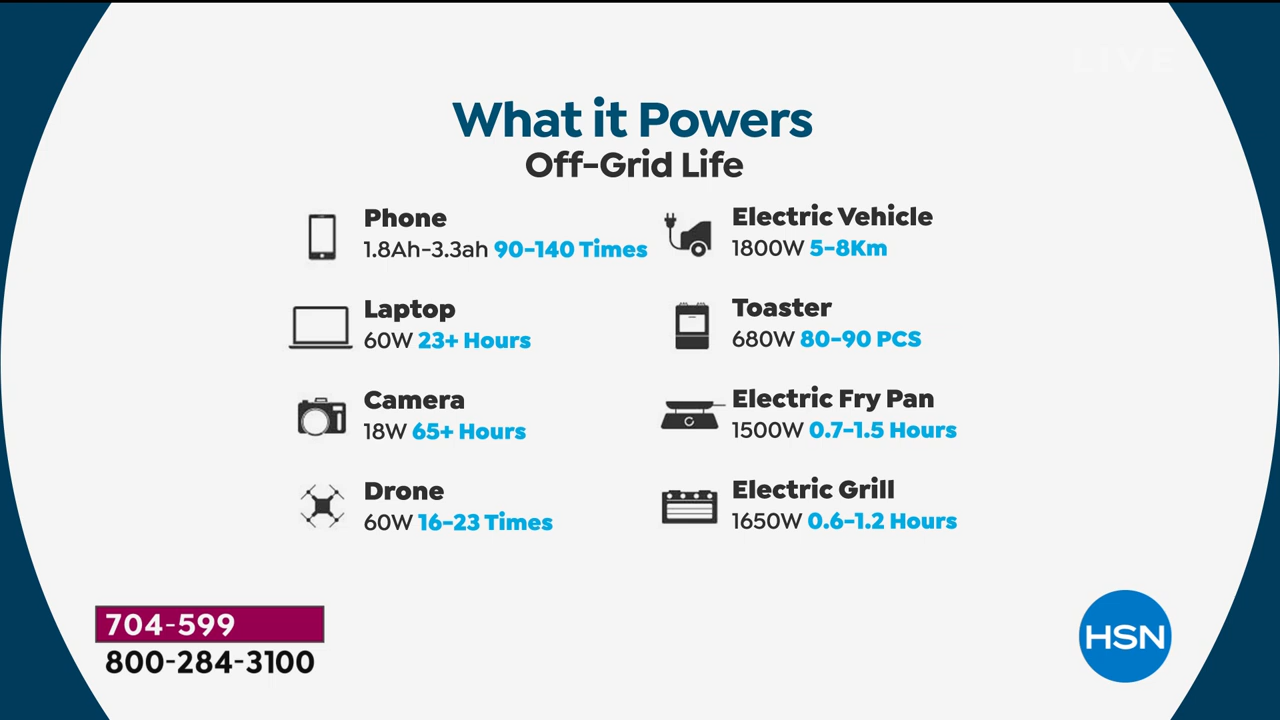 LIVE
What it Powers
Off-Grid Life
Phone
1.8Ah-3.3ah 90-140 Times
Laptop
60W 23+ Hours
Camera
18W 65+ Hours
Drone
60W 16-23 Times
Electric Vehicle
1800W 5-8Km
Toaster
680W 80-90 PCS
Electric Fry Pan
1500W 0.7-1.5 Hours
Electric Grill
1650W 0.6-1.2 Hours
704-599
800-284-3100
HSN